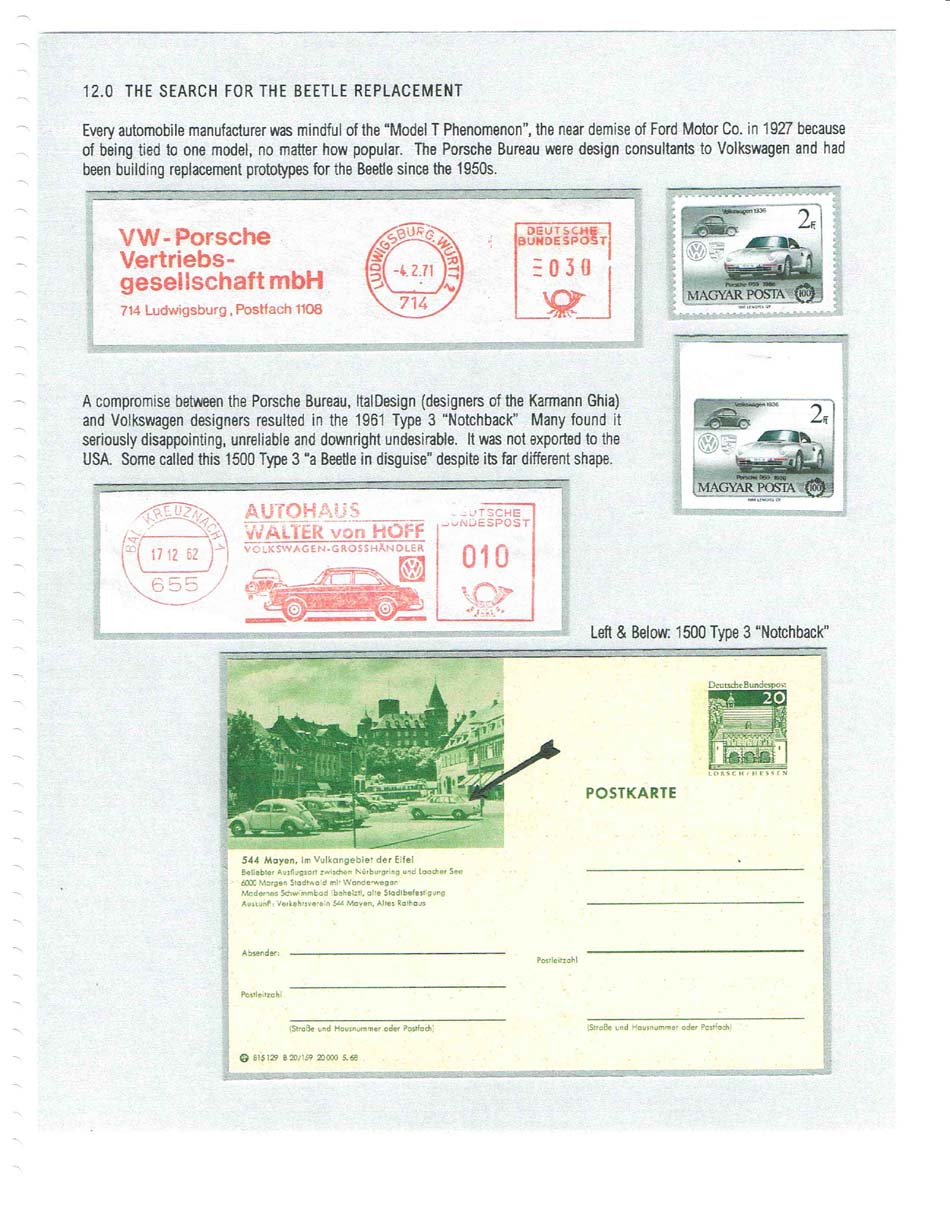 12.0 THE SEARCH FOR THE BEETLE REPLACEMENT
Every automobile manufacturer was mindful of the “Model T Phenomenon”, the near demise of Ford Motor Co. in 1927 because
of being tied to one model, no matter how popular. The Porsche Bureau were design consultants to Volkswagen and had
been building replacement prototypes for the Beetle since the 1950s.
VW-Porsche
Vertriebs-
gesellschaft mbH
714 Ludwigsburg, Postfach 1108
LUDWIGSBURG, WÜRTT 2
-4.2.71
714
DEUTSCHE
BUNDESPOST
030
Volkswagen 1936
2Ft
Porsche 959 1986
MAGYAR POSTA
100
A compromise between the Porsche Bureau, ItalDesign (designers of the Karmann Ghia)
and Volkswagen designers resulted in the 1961 Type 3 “Notchback” Many found it
seriously disappointing, unreliable and downright undesirable. It was not exported to the
USA. Some called this 1500 Type 3 “a Beetle in disguise” despite its far different shape.
Volkswagen 1936
2Ft
Porsche 959 1986
MAGYAR POSTA
100
BAD KREUZNACH 1
17 12 62
655
AUTOHAUS
WALTER von HOFF
VOLKSWAGEN-GROSSHÄNDLER
DEUTSCHE
BUNDESPOST
010
Left & Below: 1500 Type 3 “Notchback”
Deutsche Bundespost
20
LORSCH/HESSEN
POSTKARTE
544 Mayen, im Vulkangebiet der Eifel
Beliebter Ausflugsort zwischen Nürburgring und Laacher See
6000 Morgen Stadtwald mit Wanderwegen
Modernes Schwimmbad (beheizt), alte Stadtbefestigung
Auskunft: Verkehrsverein 544 Mayen, Altes Rathaus
Absender:
Postleitzahl
Postleitzahl
(Straße und Hausnummer oder Postfach)
(Straße und Hausnummer oder Postfach)
815129 B 20/159 20000 5.68